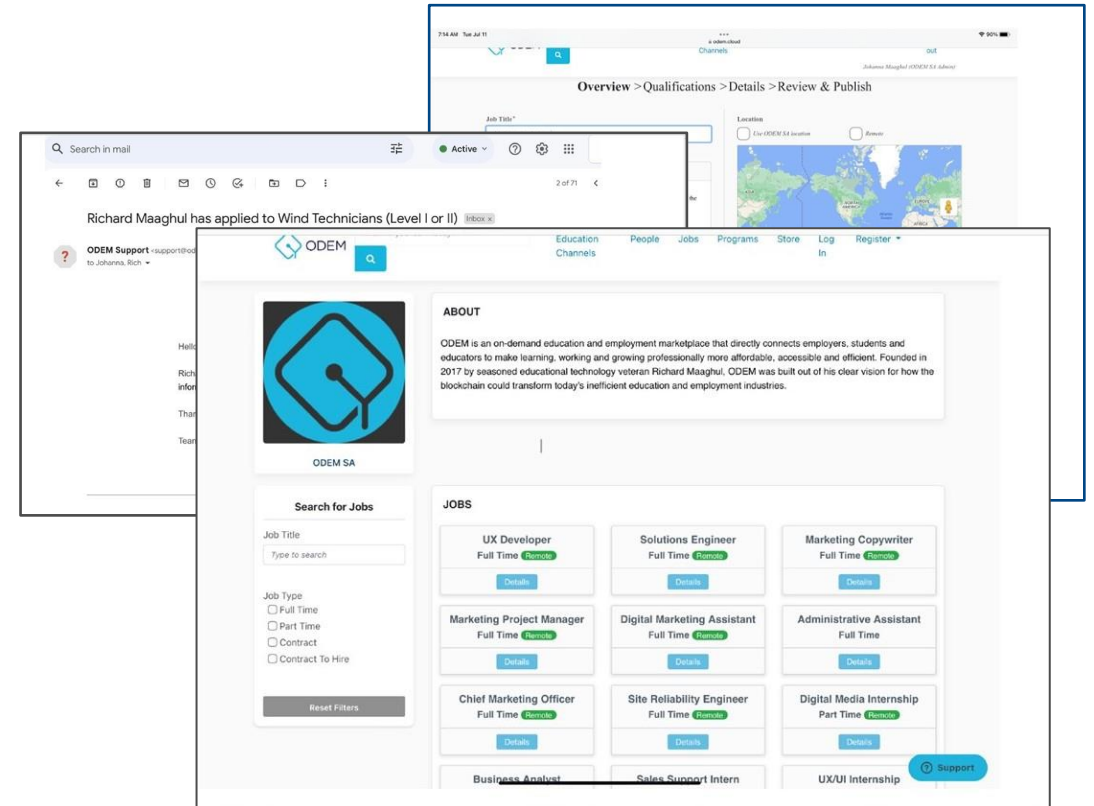 7:14 AM Tue Jul 11
odem.cloud
90%
Channels
out
Johanna Maaghul (ODEM SA Admin)
Overview >Qualifications >Details >Review & Publish
Job Title*
Location
Use ODEM SA location
Remote
the
Search in mail
Active
2 of 71
Richard Maaghul has applied to Wind Technicians (Level I or II) Inbox x
ODEM Support <support@od
to Johanna, Rich
Hello
Rich
infor
Than
Tean
ODEM
Education Channels
People
Jobs
Programs
Store
Log In
Register
ODEM SA
ABOUT
ODEM is an on-demand education and employment marketplace that directly connects employers, students and
educators to make learning, working and growing professionally more affordable, accessible and efficient. Founded in
2017 by seasoned educational technology veteran Richard Maaghul, ODEM was built out of his clear vision for how the
blockchain could transform today's inefficient education and employment industries.
Search for Jobs
Job Title
Type to search
Job Type
Full Time
Part Time
Contract
Contract To Hire
Reset Filters
JOBS
UX Developer
Full Time Remote
Details
Solutions Engineer
Full Time Remote
Details
Marketing Copywriter
Full Time Remote
Details
Marketing Project Manager
Full Time Remote
Details
Digital Marketing Assistant
Full Time Remote
Details
Administrative Assistant
Full Time
Details
Chief Marketing Officer
Full Time Remote
Details
Site Reliability Engineer
Full Time Remote
Details
Digital Media Internship
Part Time Remote
Details
Business Analyst
Sales Support Intern
UX/UI Internship
Support